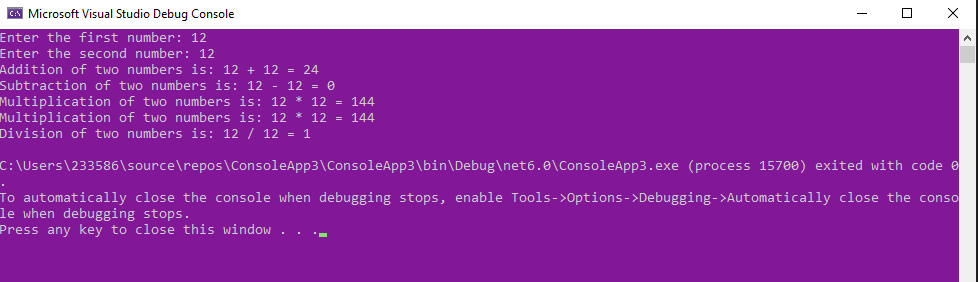 Microsoft Visual Studio Debug Console
Enter the first number: 12
Enter the second number: 12
Addition of two numbers is: 12 + 12 = 24
Subtraction of two numbers is: 12 - 12 = 0
Multiplication of two numbers is: 12 * 12 = 144
Multiplication of two numbers is: 12 * 12 = 144
Division of two numbers is: 12 / 12 = 1
C:\Users\233586\source\repos\ConsoleApp3\ConsoleApp3\bin\Debug\net6.0\ConsoleApp3.exe (process 15700) exited with code 0
.
To automatically close the console when debugging stops, enable Tools->Options->Debugging->Automatically close the conso
le when debugging stops.
Press any key to close this window . . .